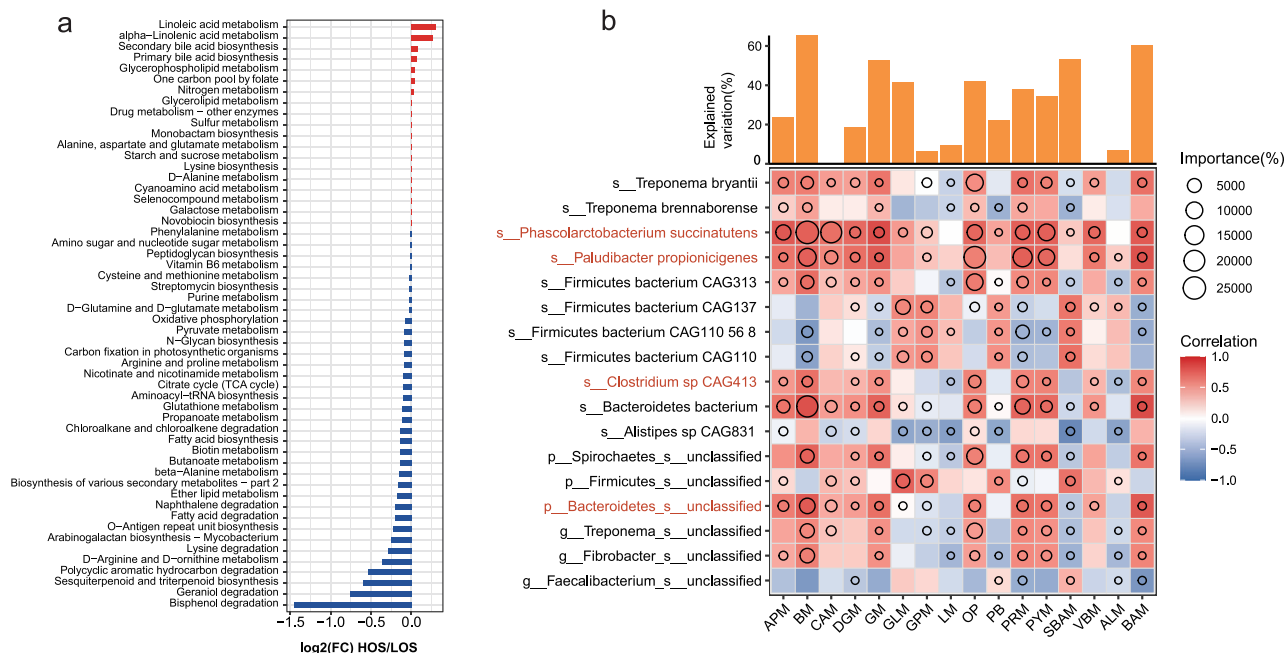 a
Linoleic acid metabolism
alpha−Linolenic acid metabolism
Secondary bile acid biosynthesis
Primary bile acid biosynthesis
Glycerophospholipid metabolism
One carbon pool by folate
Nitrogen metabolism
Glycerolipid metabolism
Drug metabolism − other enzymes
Sulfur metabolism
Monobactam biosynthesis
Alanine, aspartate and glutamate metabolism
Starch and sucrose metabolism
Lysine biosynthesis
D−Alanine metabolism
Cyanoamino acid metabolism
Selenocompound metabolism
Galactose metabolism
Novobiocin biosynthesis
Phenylalanine metabolism
Amino sugar and nucleotide sugar metabolism
Peptidoglycan biosynthesis
Vitamin B6 metabolism
Cysteine and methionine metabolism
Streptomycin biosynthesis
Purine metabolism
D−Glutamine and D−glutamate metabolism
Oxidative phosphorylation
Pyruvate metabolism
N−Glycan biosynthesis
Carbon fixation in photosynthetic organisms
Arginine and proline metabolism
Nicotinate and nicotinamide metabolism
Citrate cycle (TCA cycle)
Aminoacyl−tRNA biosynthesis
Glutathione metabolism
Propanoate metabolism
Chloroalkane and chloroalkene degradation
Fatty acid biosynthesis
Biotin metabolism
Butanoate metabolism
beta−Alanine metabolism
Biosynthesis of various secondary metabolites − part 2
Ether lipid metabolism
Naphthalene degradation
Fatty acid degradation
O−Antigen repeat unit biosynthesis
Arabinogalactan biosynthesis − Mycobacterium
Lysine degradation
D−Arginine and D−ornithine metabolism
Polycyclic aromatic hydrocarbon degradation
Sesquiterpenoid and triterpenoid biosynthesis
Geraniol degradation
Bisphenol degradation
−1.5 −1.0 −0.5 0.0
log2(FC) HOS/LOS
b
Explained
variation(%)
60
40
20
0
s__Treponema bryantii
s__Treponema brennaborense
s__Phascolarctobacterium succinatutens
s__Paludibacter propionicigenes
s__Firmicutes bacterium CAG313
s__Firmicutes bacterium CAG137
s__Firmicutes bacterium CAG110 56 8
s__Firmicutes bacterium CAG110
s__Clostridium sp CAG413
s__Bacteroidetes bacterium
s__Alistipes sp CAG831
p__Spirochaetes_s__unclassified
p__Firmicutes_s__unclassified
p__Bacteroidetes_s__unclassified
g__Treponema_s__unclassified
g__Fibrobacter_s__unclassified
g__Faecalibacterium_s__unclassified
APM BM CAM DGM GM GLM GPM LM OP PB PRM PYM SBAM VBM ALM BAM
Importance(%)
5000
10000
15000
20000
25000
Correlation
1.0
0.5
0.0
−0.5
−1.0